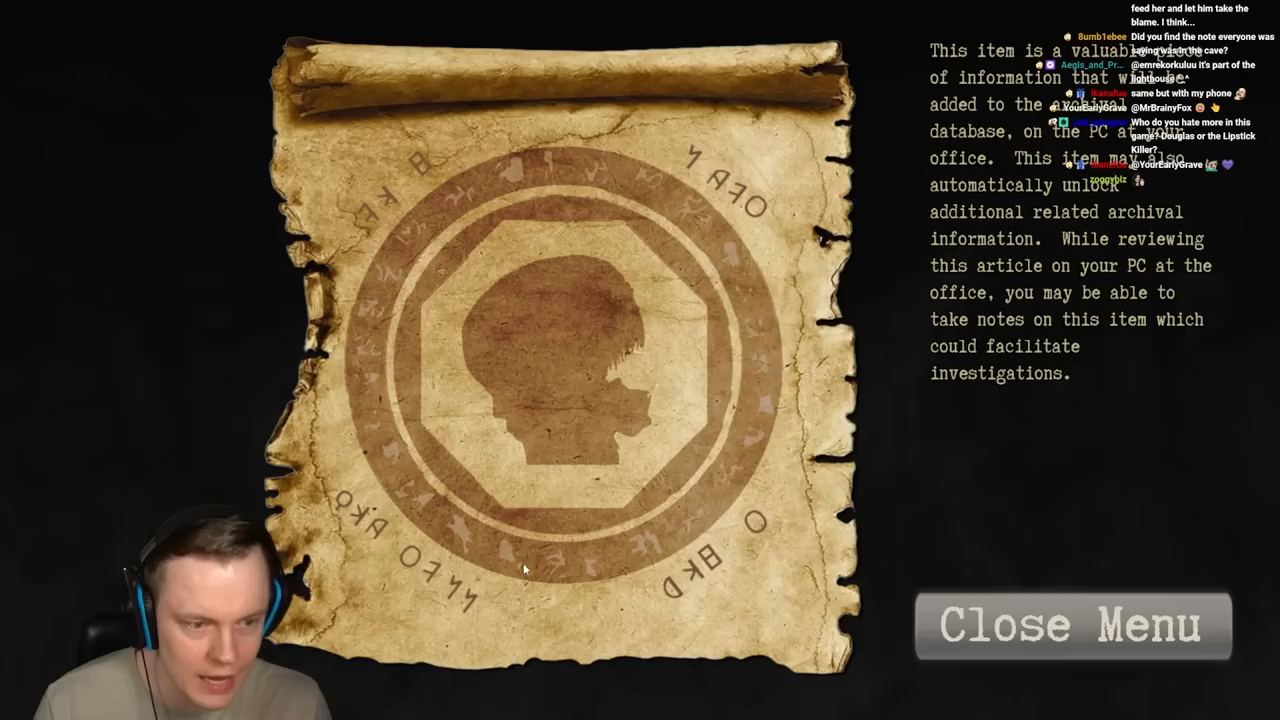 feed her and let him take the
blame. I think...
8umb1ebee Did you find the note everyone was
saying was in the cave?
Aegis_and_Pr... @emrekorkuluu it's part of the
lighthouse ^^
same but with my phone
YourEarlyGrave @MrBrainyFox
Who do you hate more in this
game? Douglas or the Lipstick
Killer?
@YourEarlyGrave
zoggyblz
This item is a valuable piece
of information that will be
added to the archival
database, on the PC at your
office. This item may also
automatically unlock
additional related archival
information. While reviewing
this article on your PC at the
office, you may be able to
take notes on this item which
could facilitate
investigations.
Close Menu